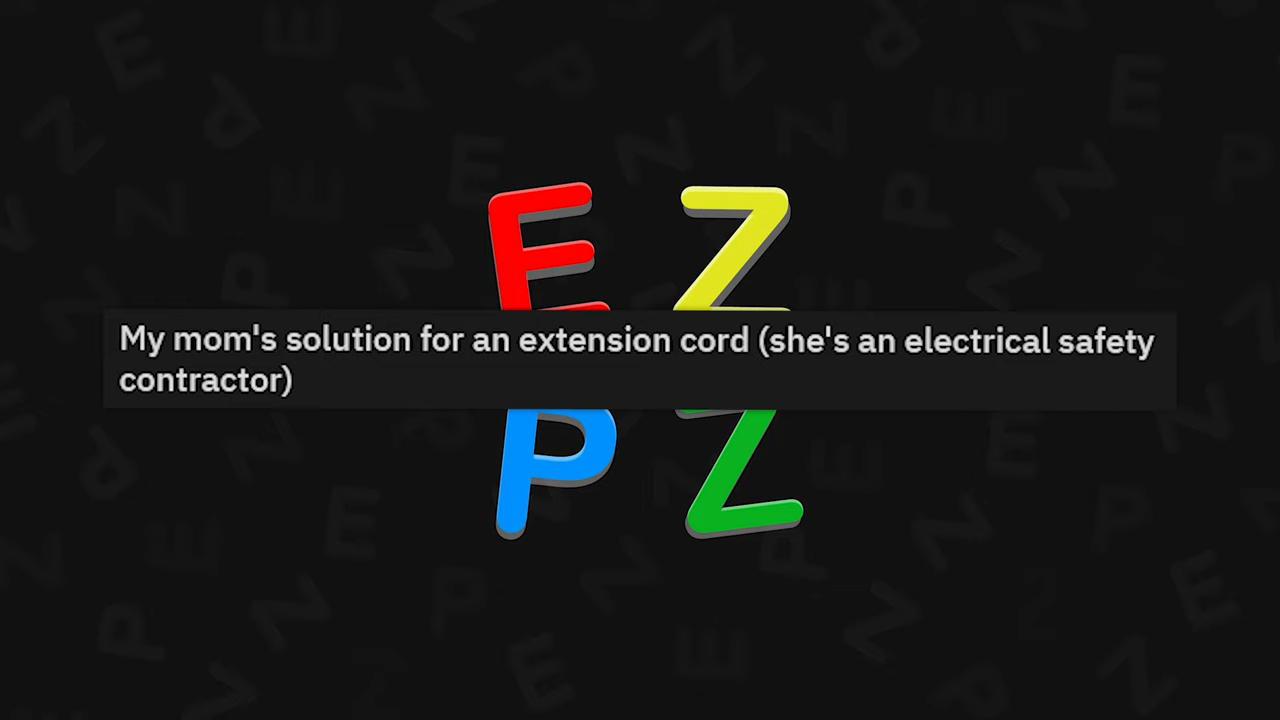 E Z
My mom's solution for an extension cord (she's an electrical safety
contractor)
P Z